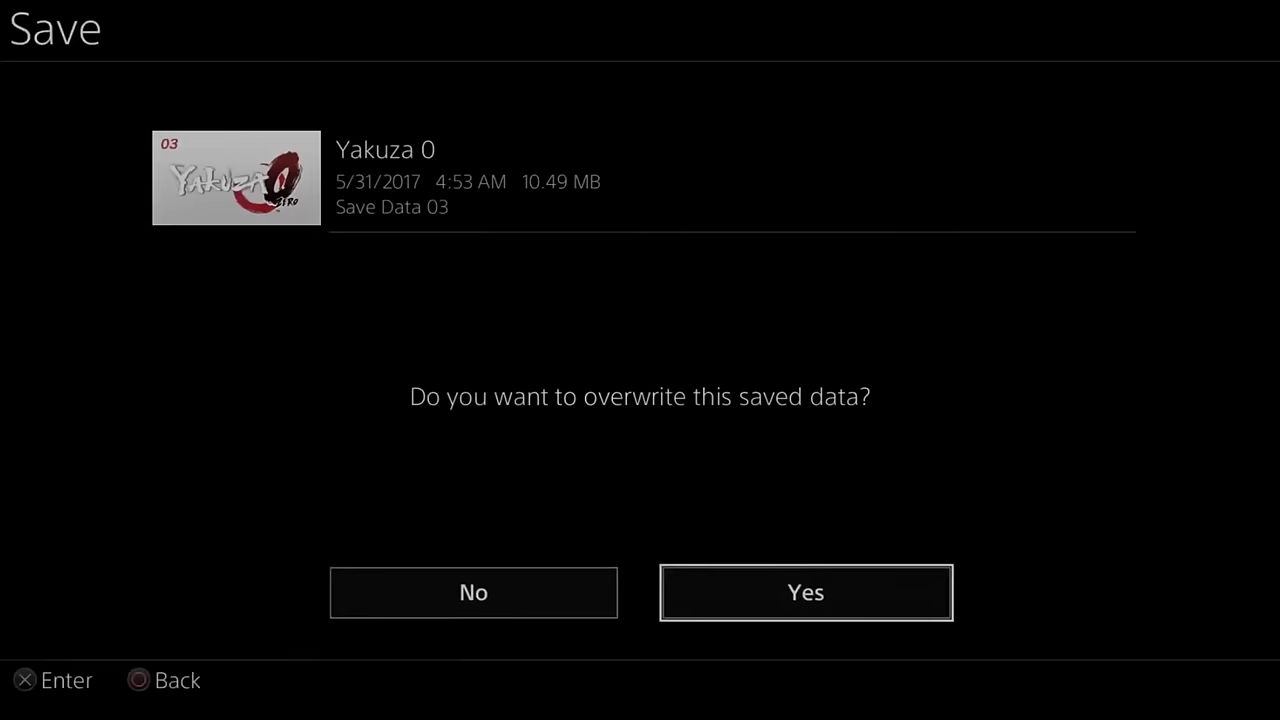 Save
03
YAKUZA 0
ZERO
Yakuza 0
5/31/2017 4:53 AM 10.49 MB
Save Data 03
Do you want to overwrite this saved data?
No Yes
Enter Back